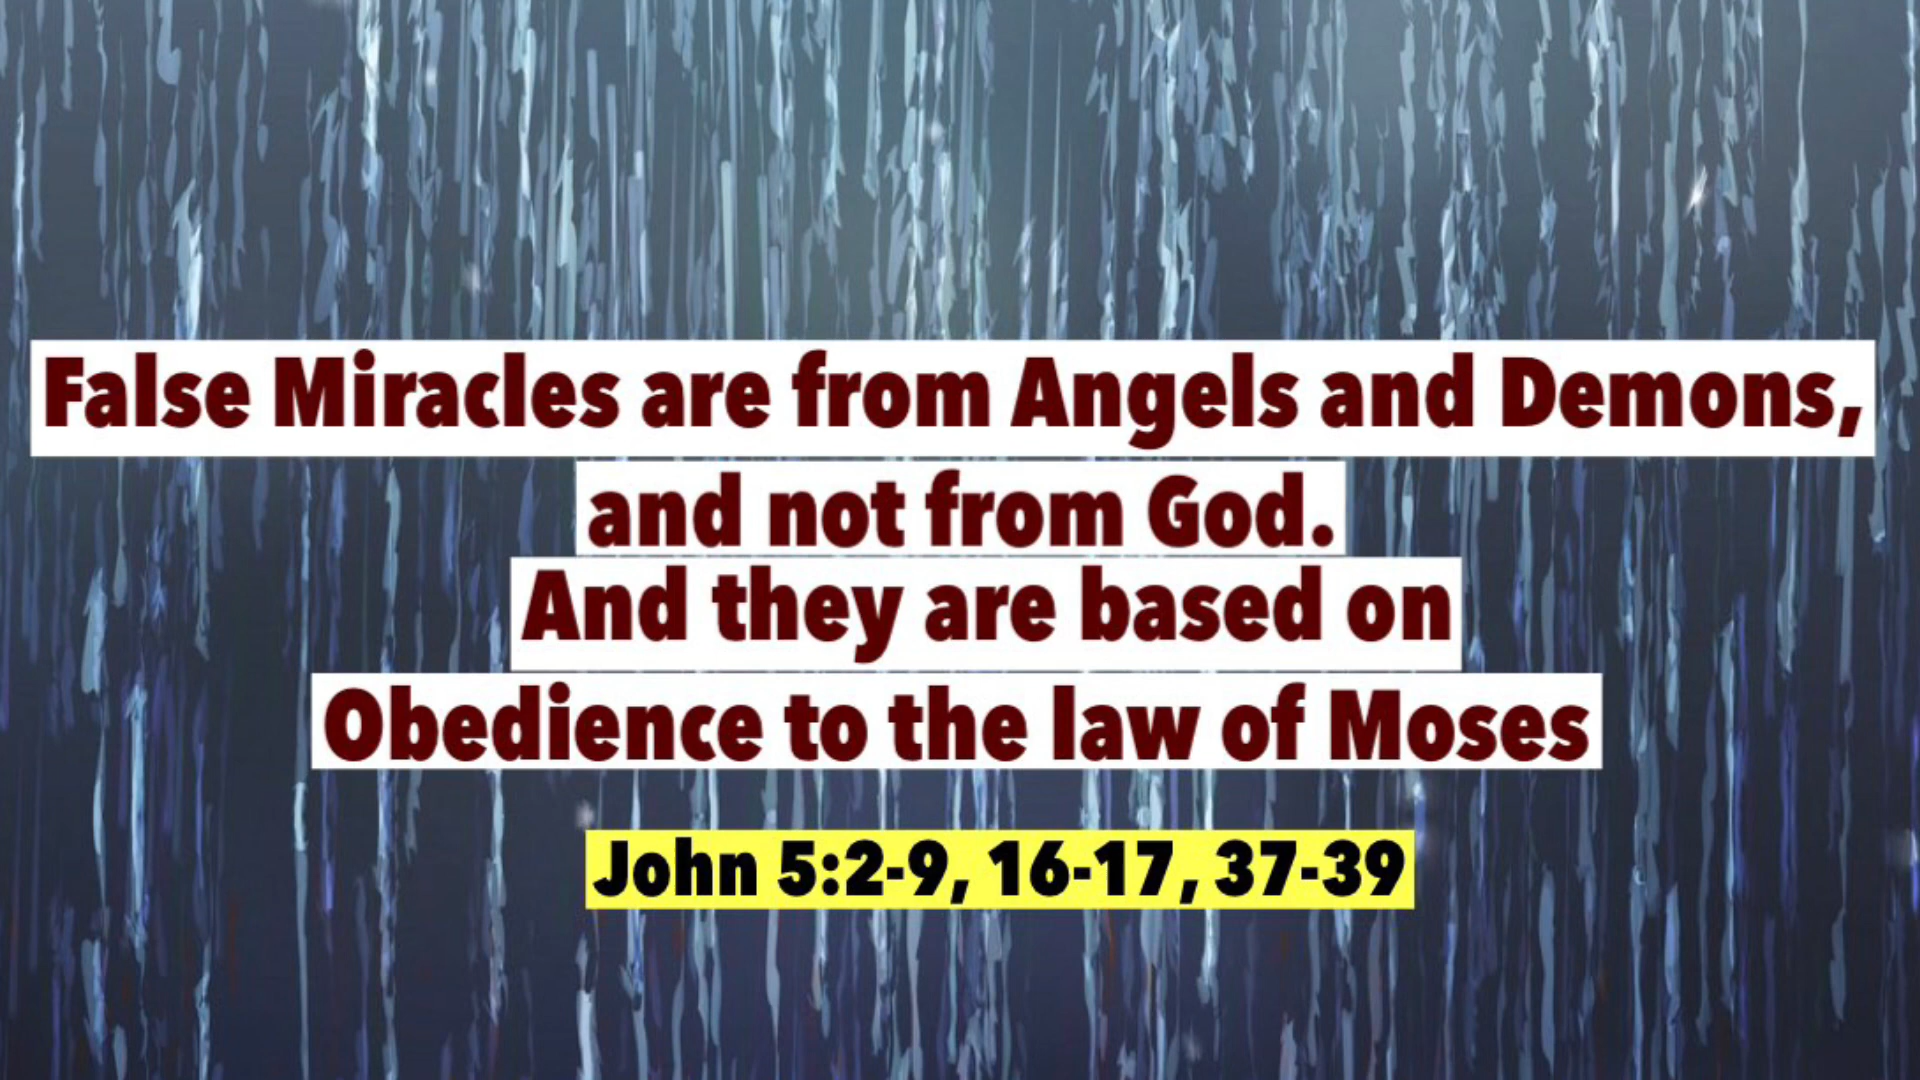 False Miracles are from Angels and Demons,
and not from God.
And they are based on
Obedience to the law of Moses
John 5:2-9, 16-17, 37-39